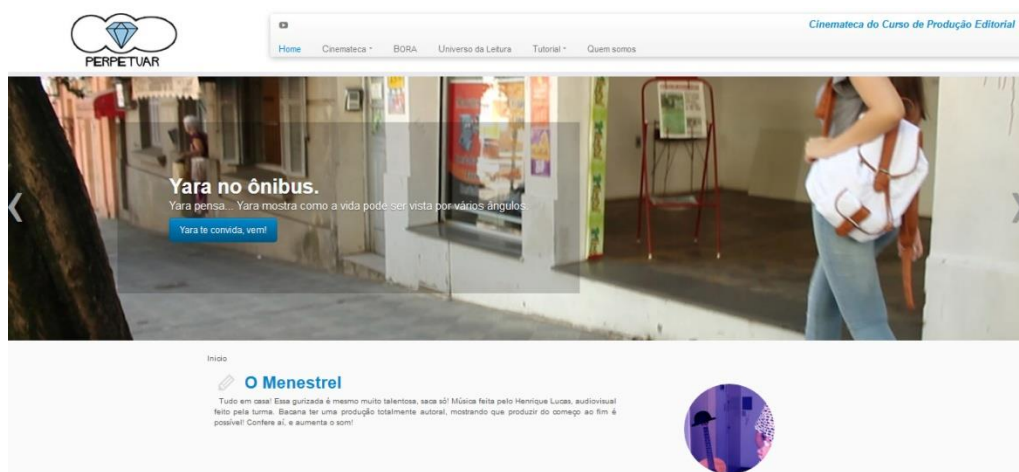 PERPETUAR
Cinemateca do Curso de Produção Editorial
Home Cinemateca BORA Universo da Leitura Tutorial Quem somos
Yara no ônibus.
Yara pensa... Yara mostra como a vida pode ser vista por vários ângulos.
Yara te convida, vem!
Inicio
O Menestrel
Tudo em casa! Essa gurizada é mesmo muito talentosa, saca só! Música feita pelo Henrique Lucas, audiovisual
feito pela turma. Bacana ter uma produção totalmente autoral, mostrando que produzir do começo ao fim é
possível! Confere aí, e aumenta o som!